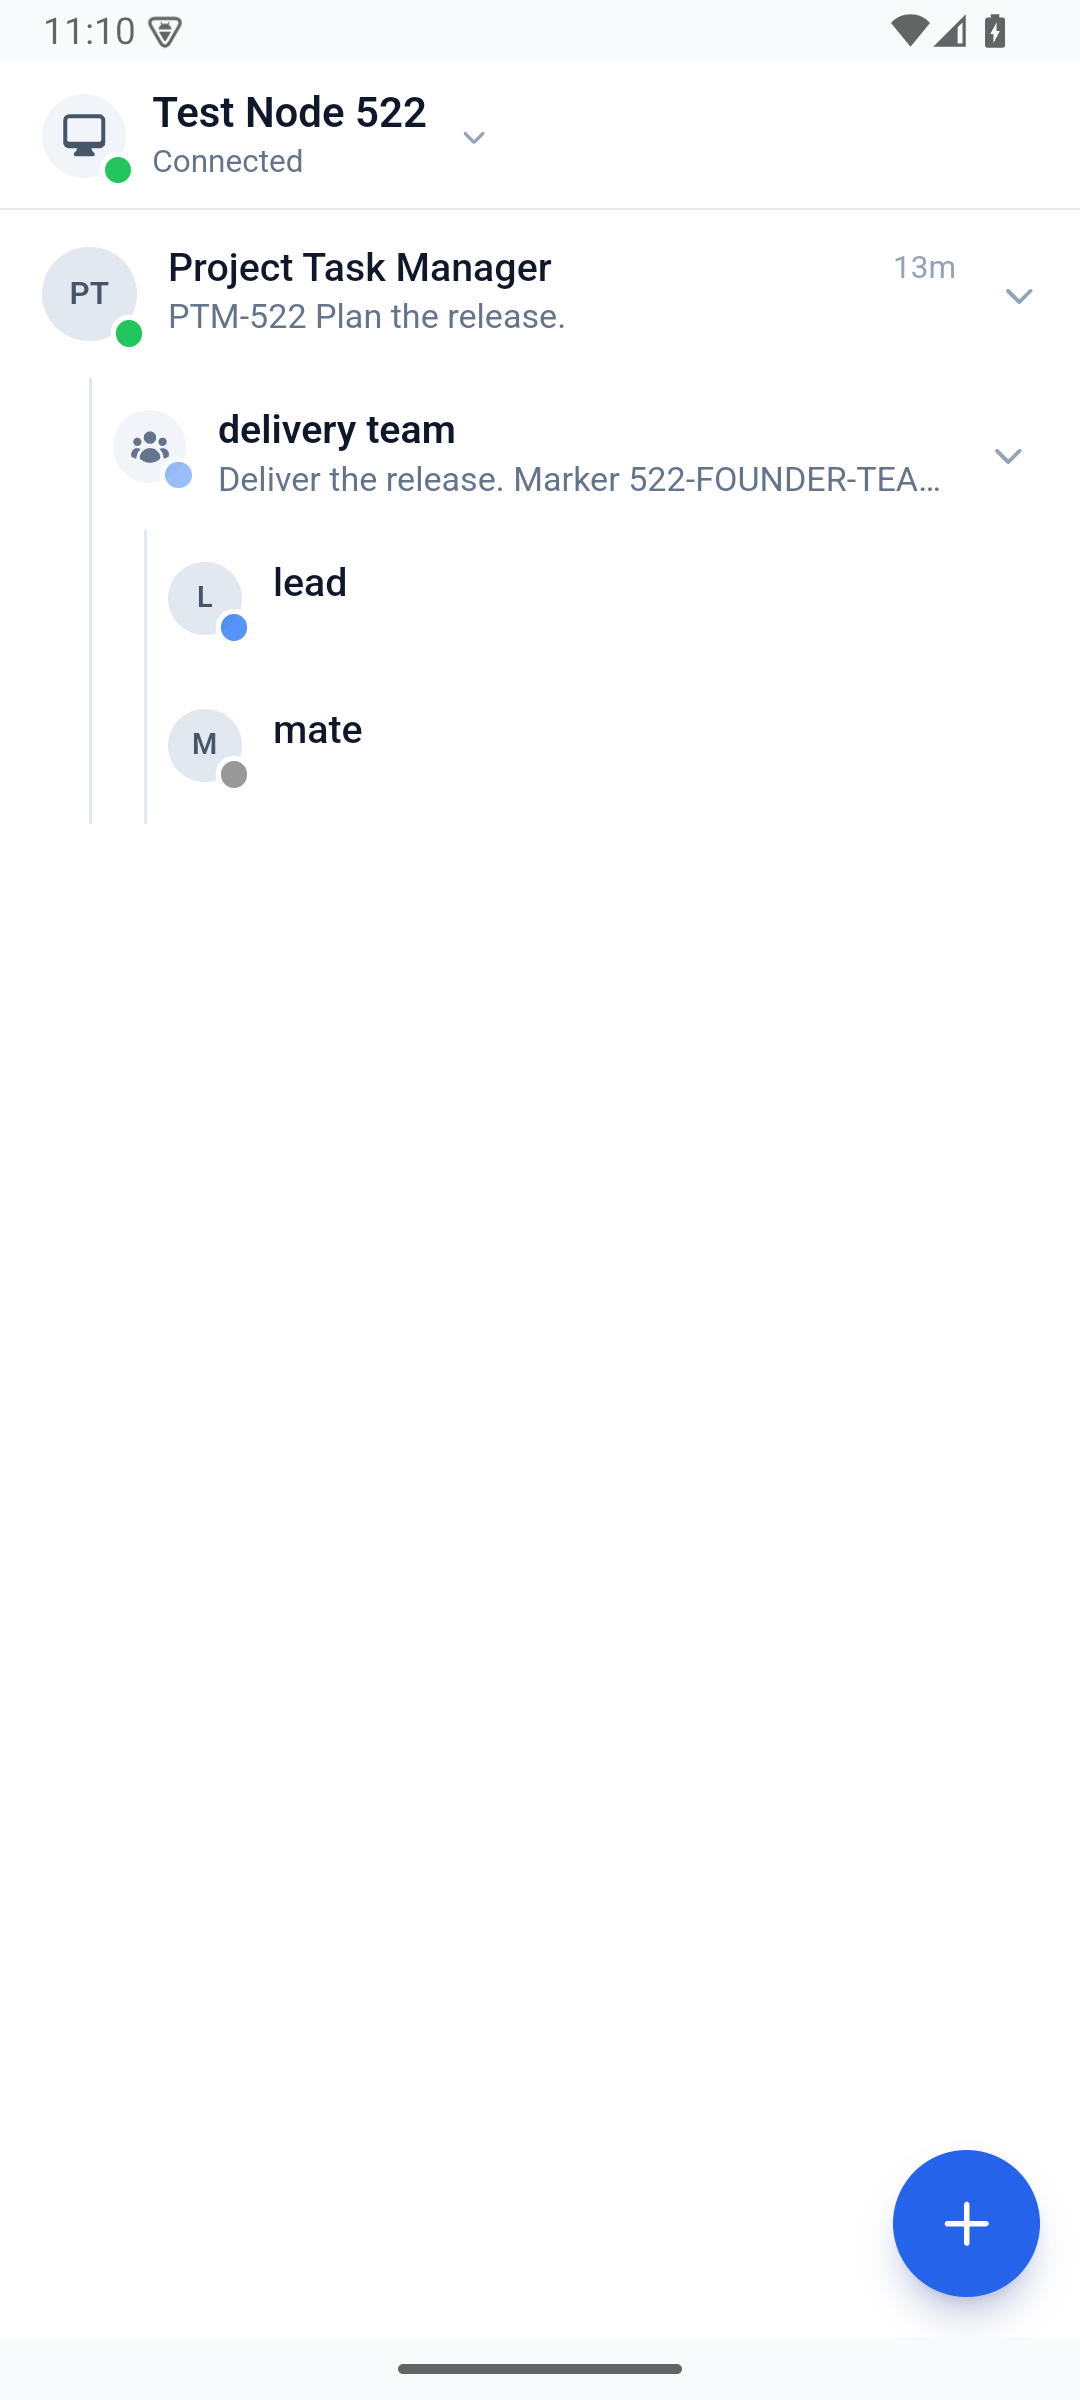 11:10
Test Node 522
Connected
PT
Project Task Manager
13m
PTM-522 Plan the release.
delivery team
Deliver the release. Marker 522-FOUNDER-TEA…
L
lead
M
mate